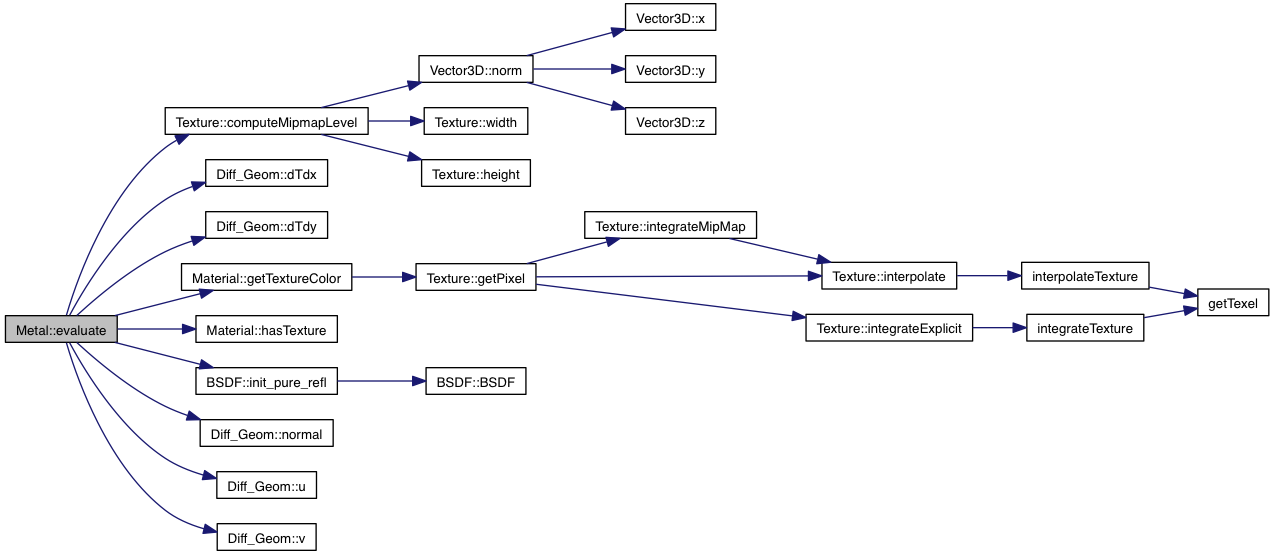 Vector3D::x
Vector3D::norm
Vector3D::y
Texture::computeMipmapLevel
Texture::width
Vector3D::z
Diff_Geom::dTdx
Texture::height
Diff_Geom::dTdy
Texture::integrateMipMap
Material::getTextureColor
Texture::getPixel
Texture::interpolate
interpolateTexture
getTexel
Metal::evaluate
Material::hasTexture
Texture::integrateExplicit
integrateTexture
BSDF::init_pure_refl
BSDF::BSDF
Diff_Geom::normal
Diff_Geom::u
Diff_Geom::v